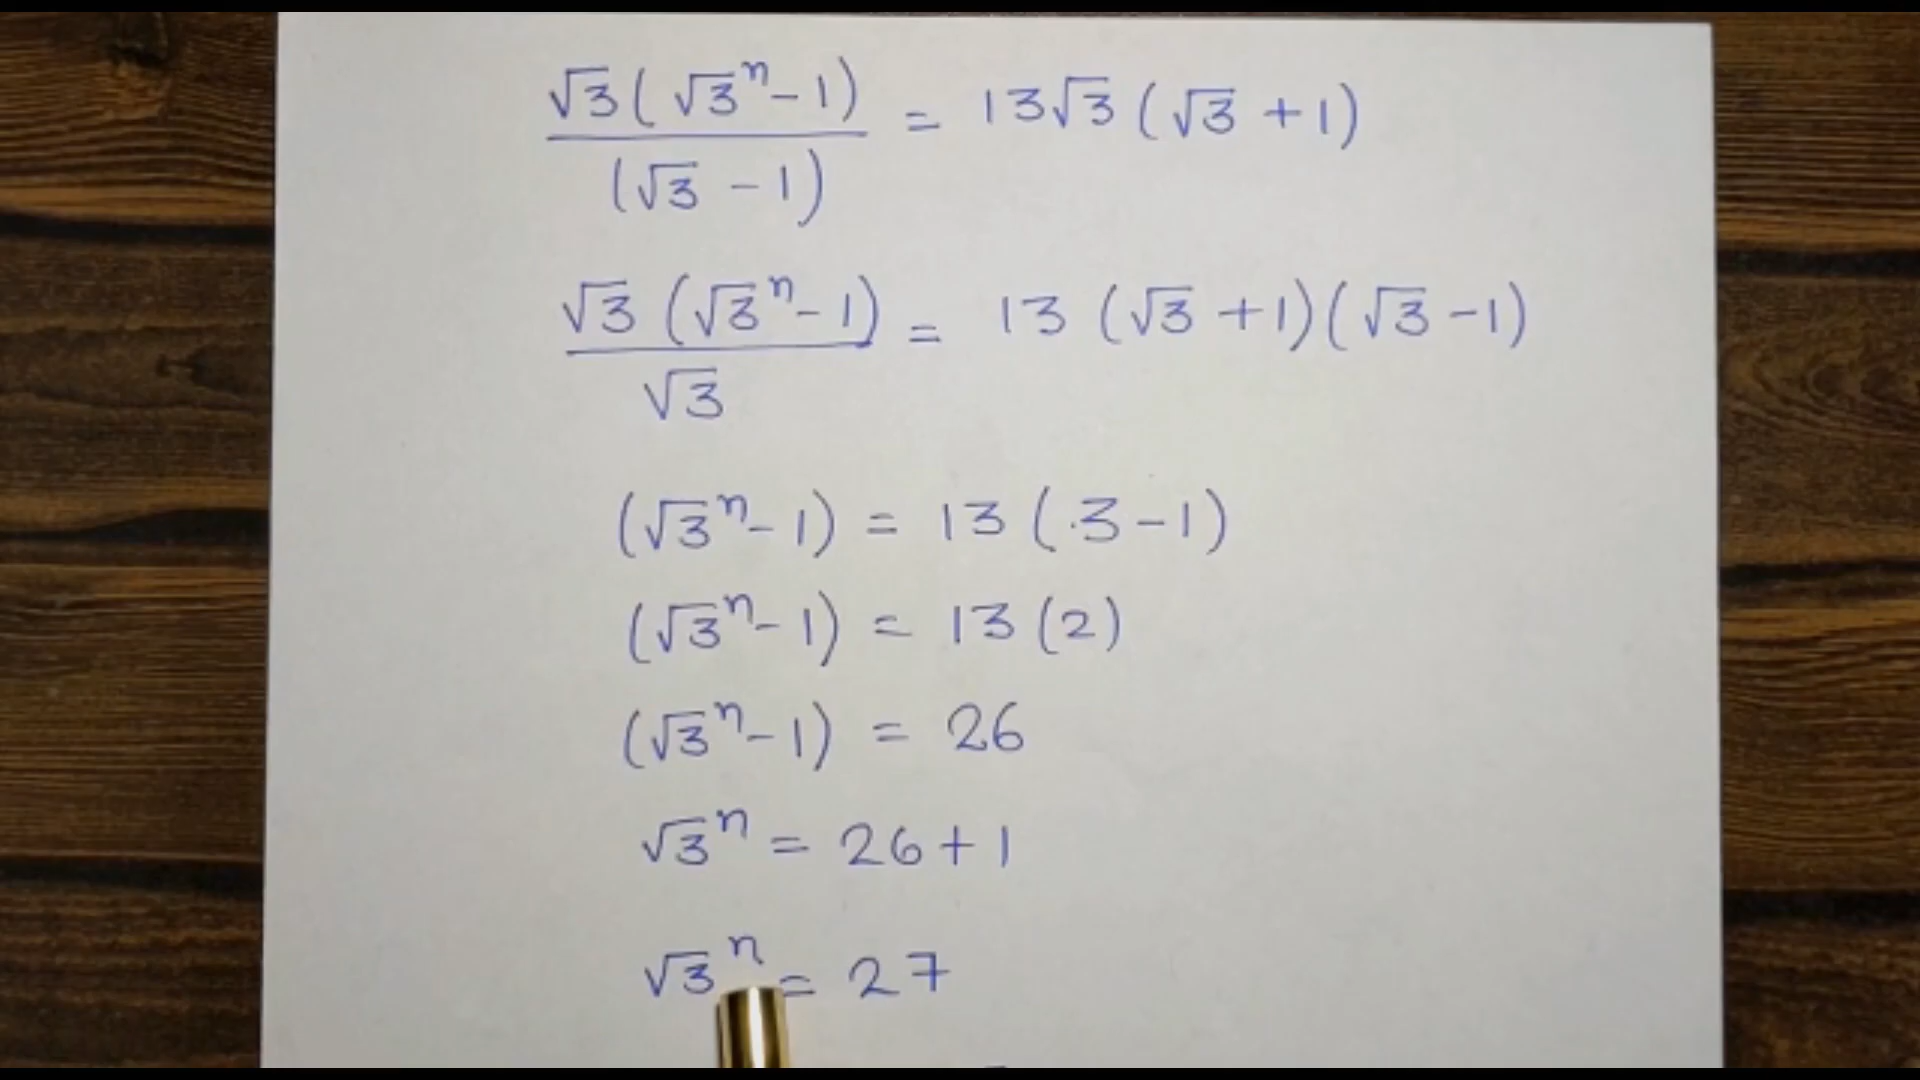 √3(√3ⁿ-1)/(√3-1) = 13√3(√3+1)
√3(√3ⁿ-1)/√3 = 13(√3+1)(√3-1)
(√3ⁿ-1) = 13(3-1)
(√3ⁿ-1) = 13(2)
(√3ⁿ-1) = 26
√3ⁿ = 26+1
√3ⁿ = 27